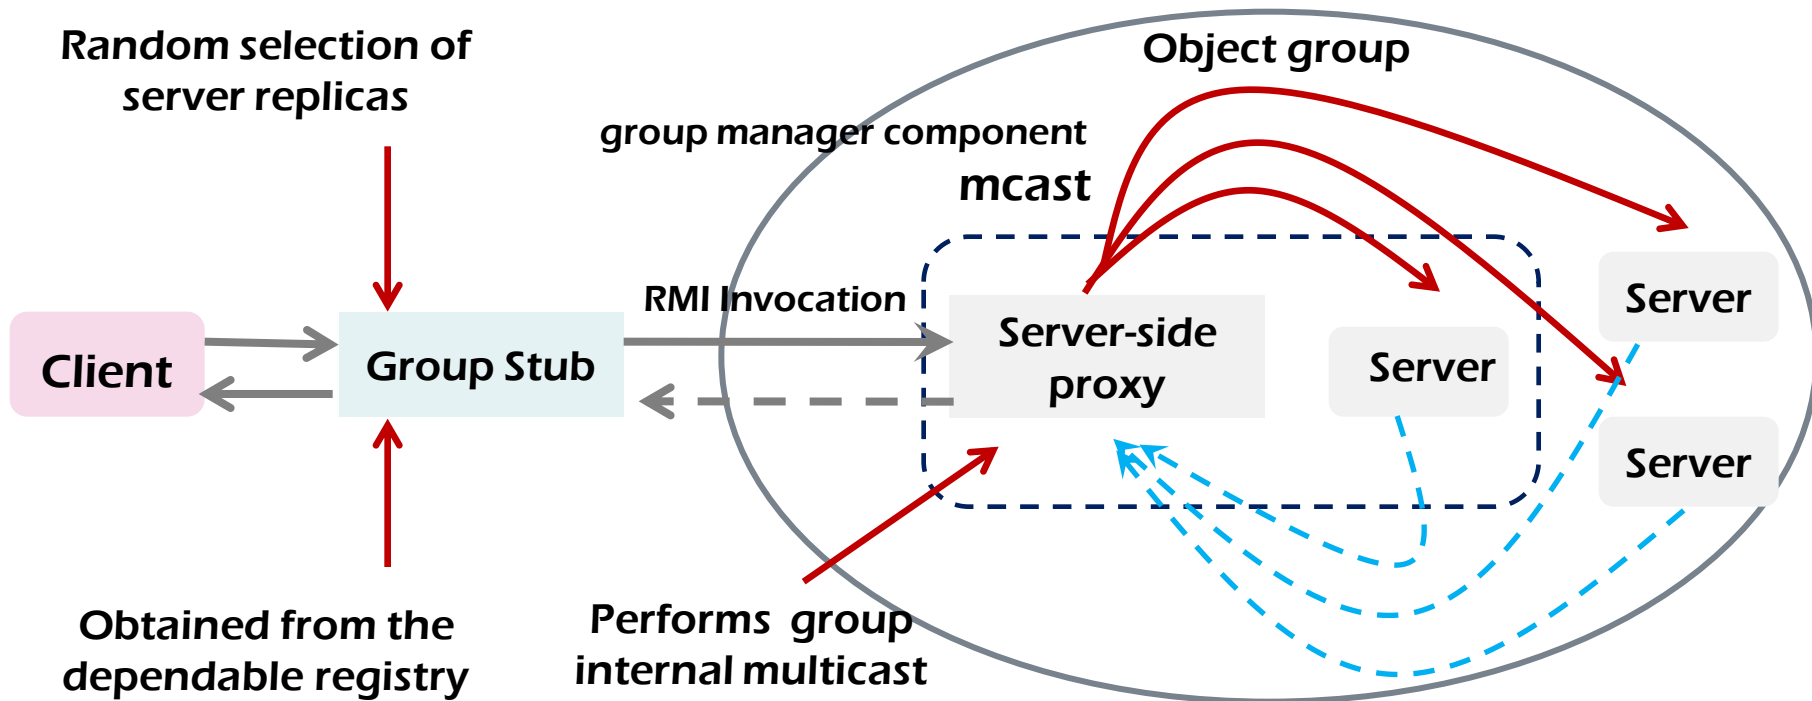 Random selection of
server replicas
Object group
group manager component
mcast
RMI Invocation
Client
Group Stub
Server-side
proxy
Server
Server
Server
Obtained from the
dependable registry
Performs group
internal multicast